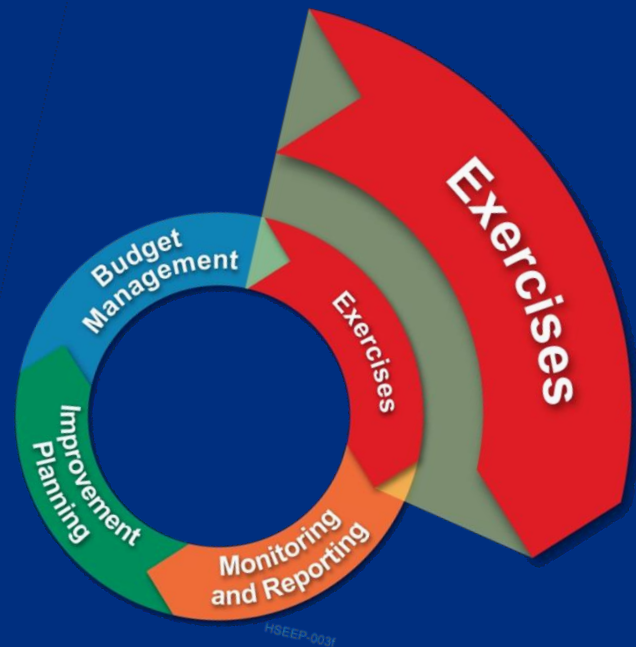 Exercises
Budget
Management
Exercises
Improvement
Planning
Monitoring
and Reporting
HSEEP-003f